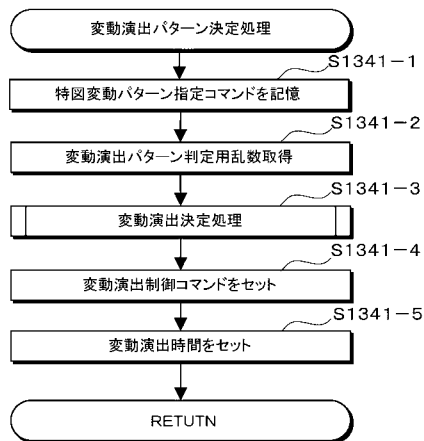 変動演出パターン決定処理
S1341-1
特図変動パターン指定コマンドを記憶
S1341-2
変動演出パターン判定用乱数取得
S1341-3
変動演出決定処理
S1341-4
変動演出制御コマンドをセット
S1341-5
変動演出時間をセット
RETUTN